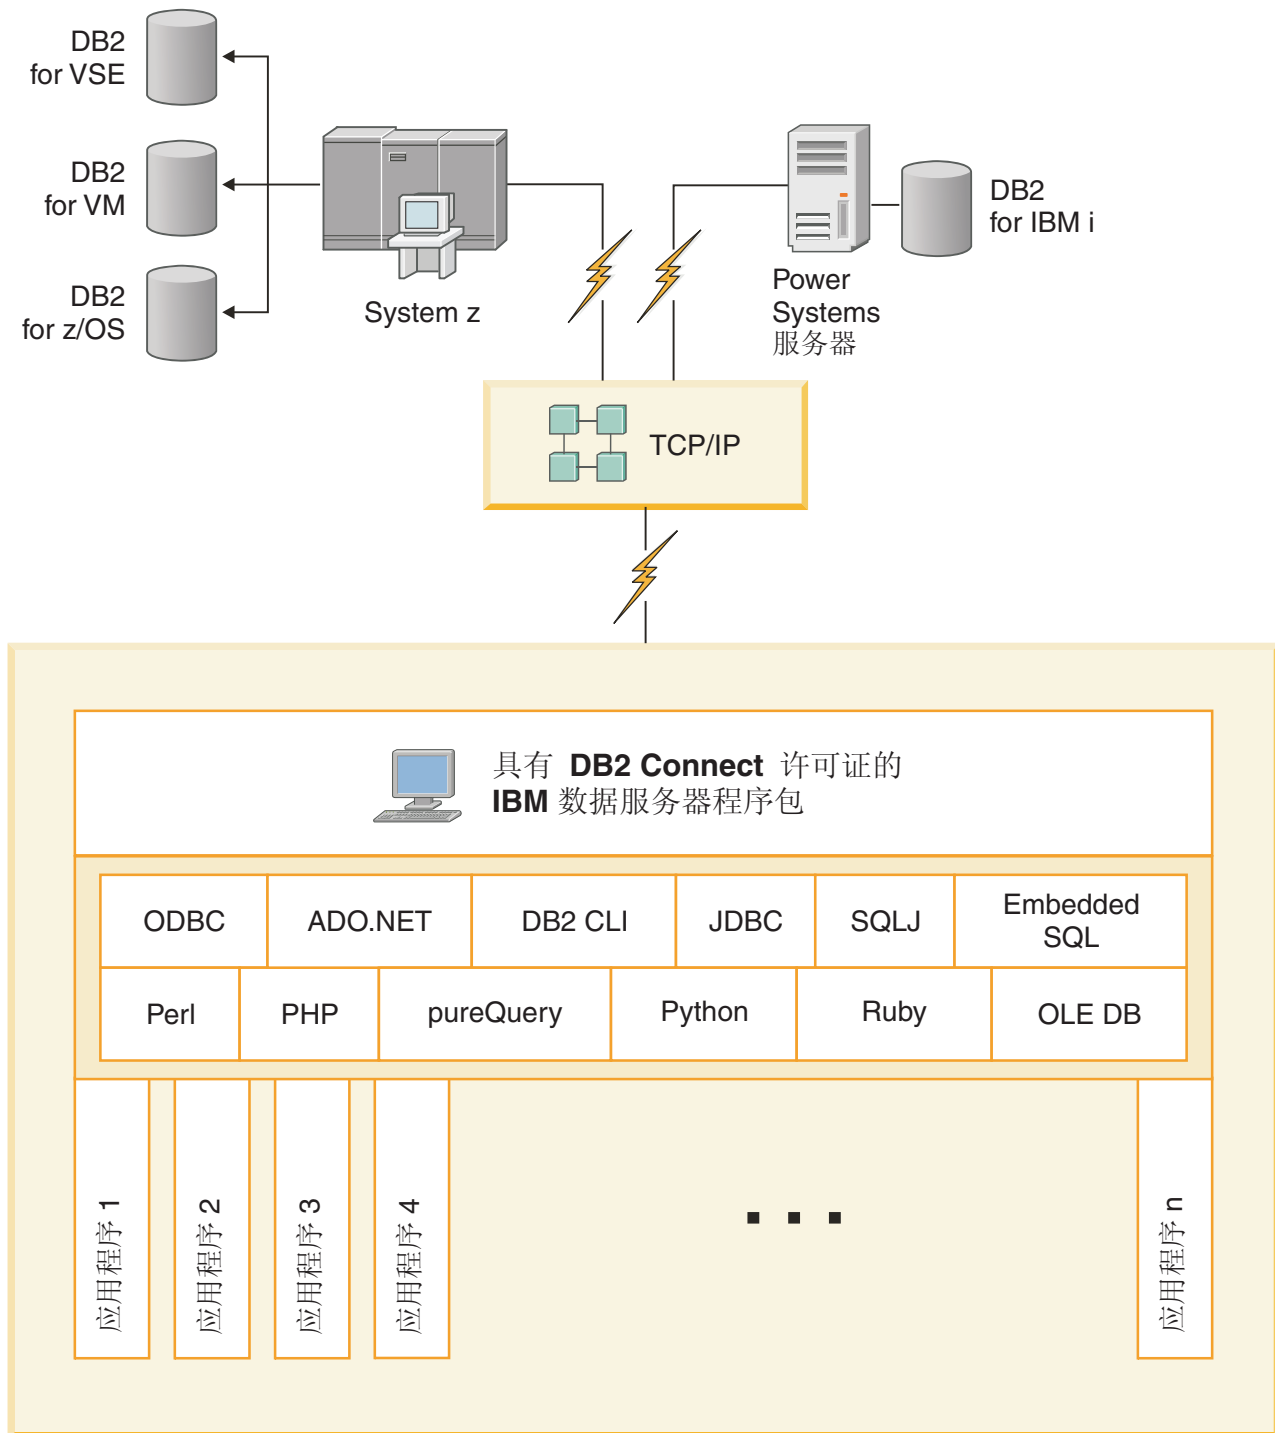 DB2
for VSE
DB2
for VM
DB2
for z/OS
System z
DB2
for IBM i
Power
Systems
服务器
TCP/IP
具有 DB2 Connect 许可证的
IBM 数据服务器程序包
ODBC
ADO.NET
DB2 CLI
JDBC
SQLJ
Embedded
SQL
Perl
PHP
pureQuery
Python
Ruby
OLE DB
应用程序 1
应用程序 2
应用程序 3
应用程序 4
应用程序 n